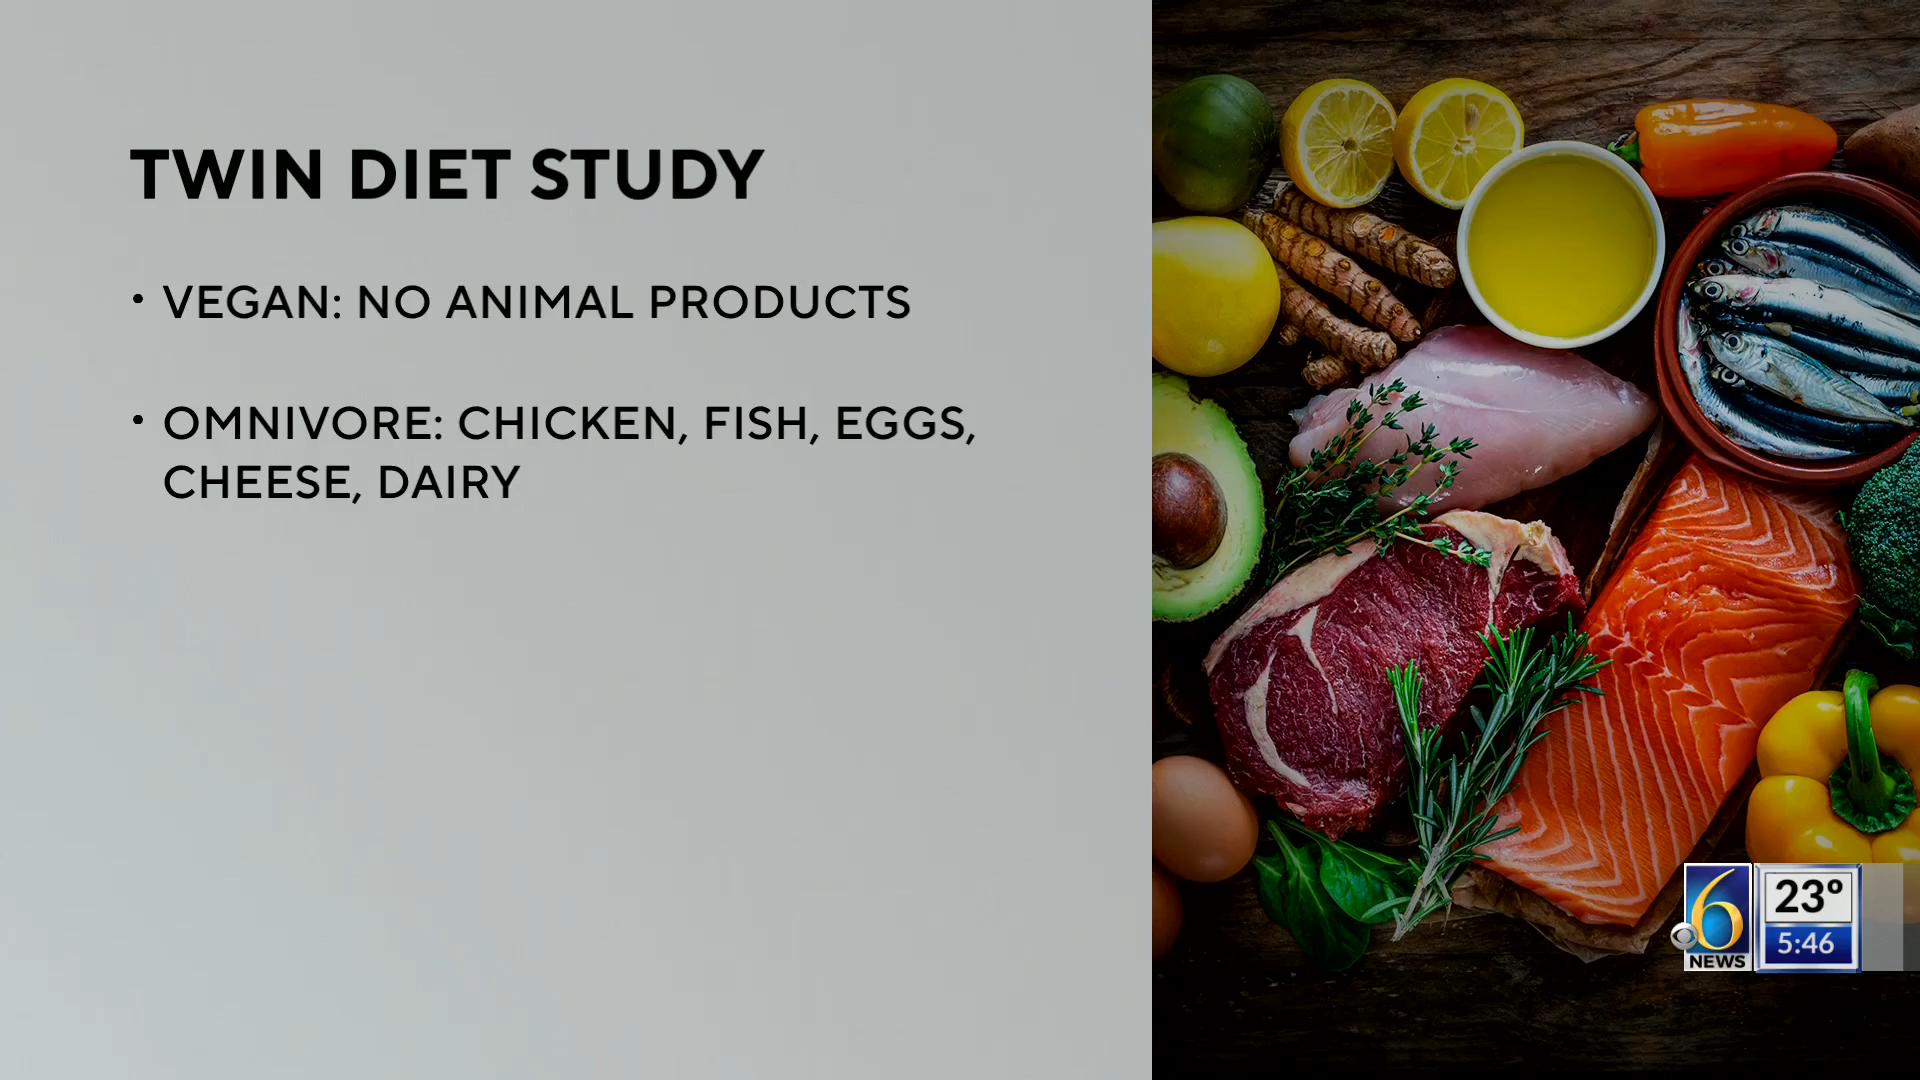 TWIN DIET STUDY
• VEGAN: NO ANIMAL PRODUCTS
• OMNIVORE: CHICKEN, FISH, EGGS,
CHEESE, DAIRY
6
NEWS
23°
5:46